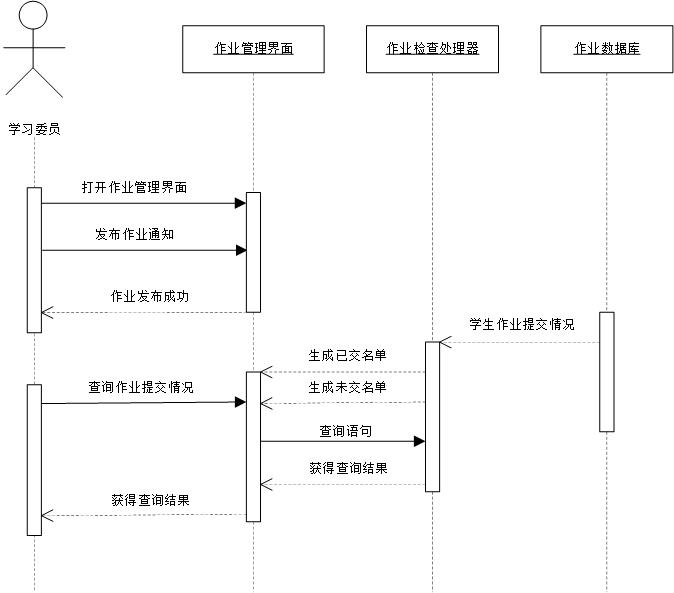 作业管理界面
作业检查处理器
作业数据库
学习委员
打开作业管理界面
发布作业通知
作业发布成功
学生作业提交情况
生成已交名单
查询作业提交情况
生成未交名单
查询语句
获得查询结果
获得查询结果